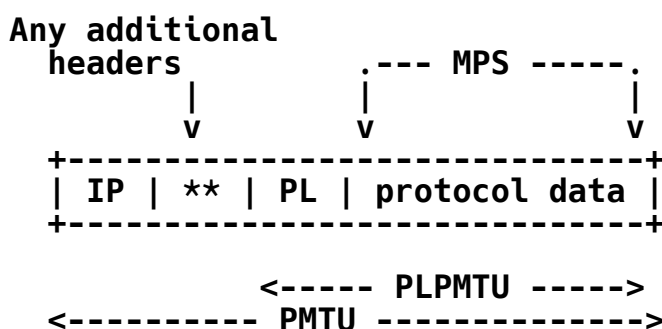 Any additional
  headers         .--- MPS -----.
         |        |             |
         v        v             v
  +------------------------------+
  | IP | ** | PL | protocol data |
  +------------------------------+

             <----- PLPMTU ----->
  <---------- PMTU -------------->